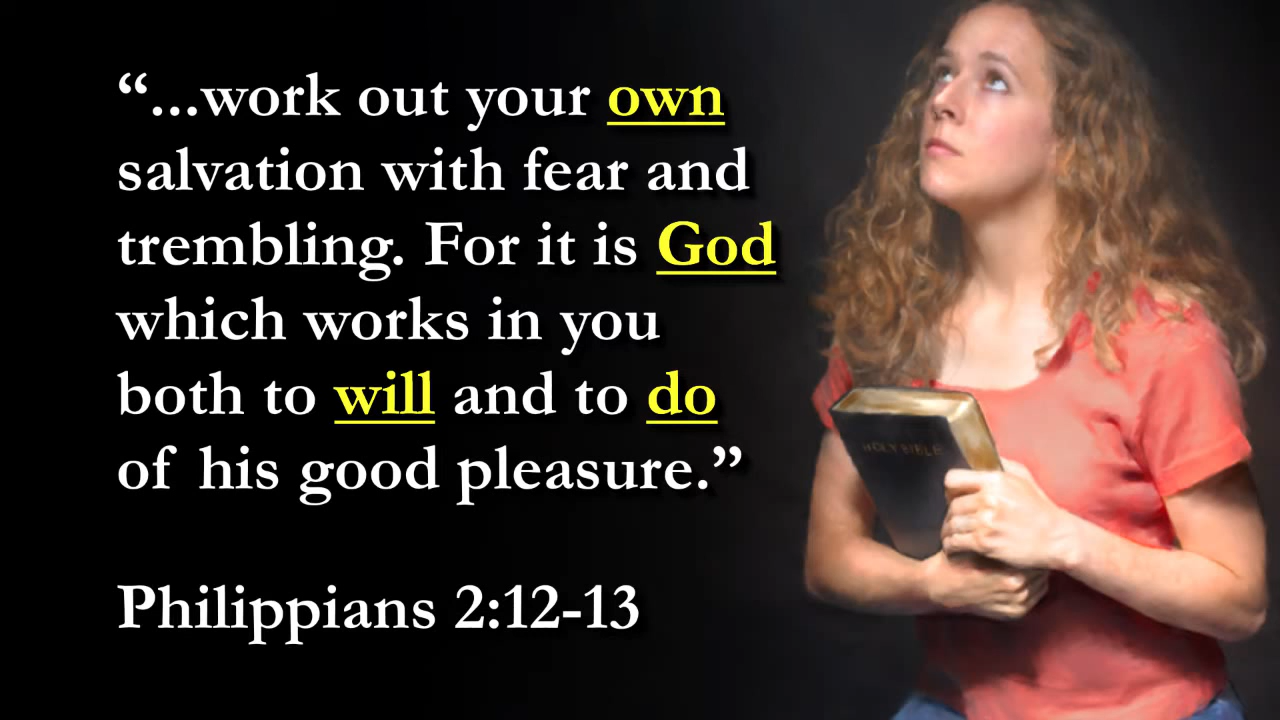 “...work out your own
salvation with fear and
trembling. For it is God
which works in you
both to will and to do
of his good pleasure.”
Philippians 2:12-13
HOLY BIBLE